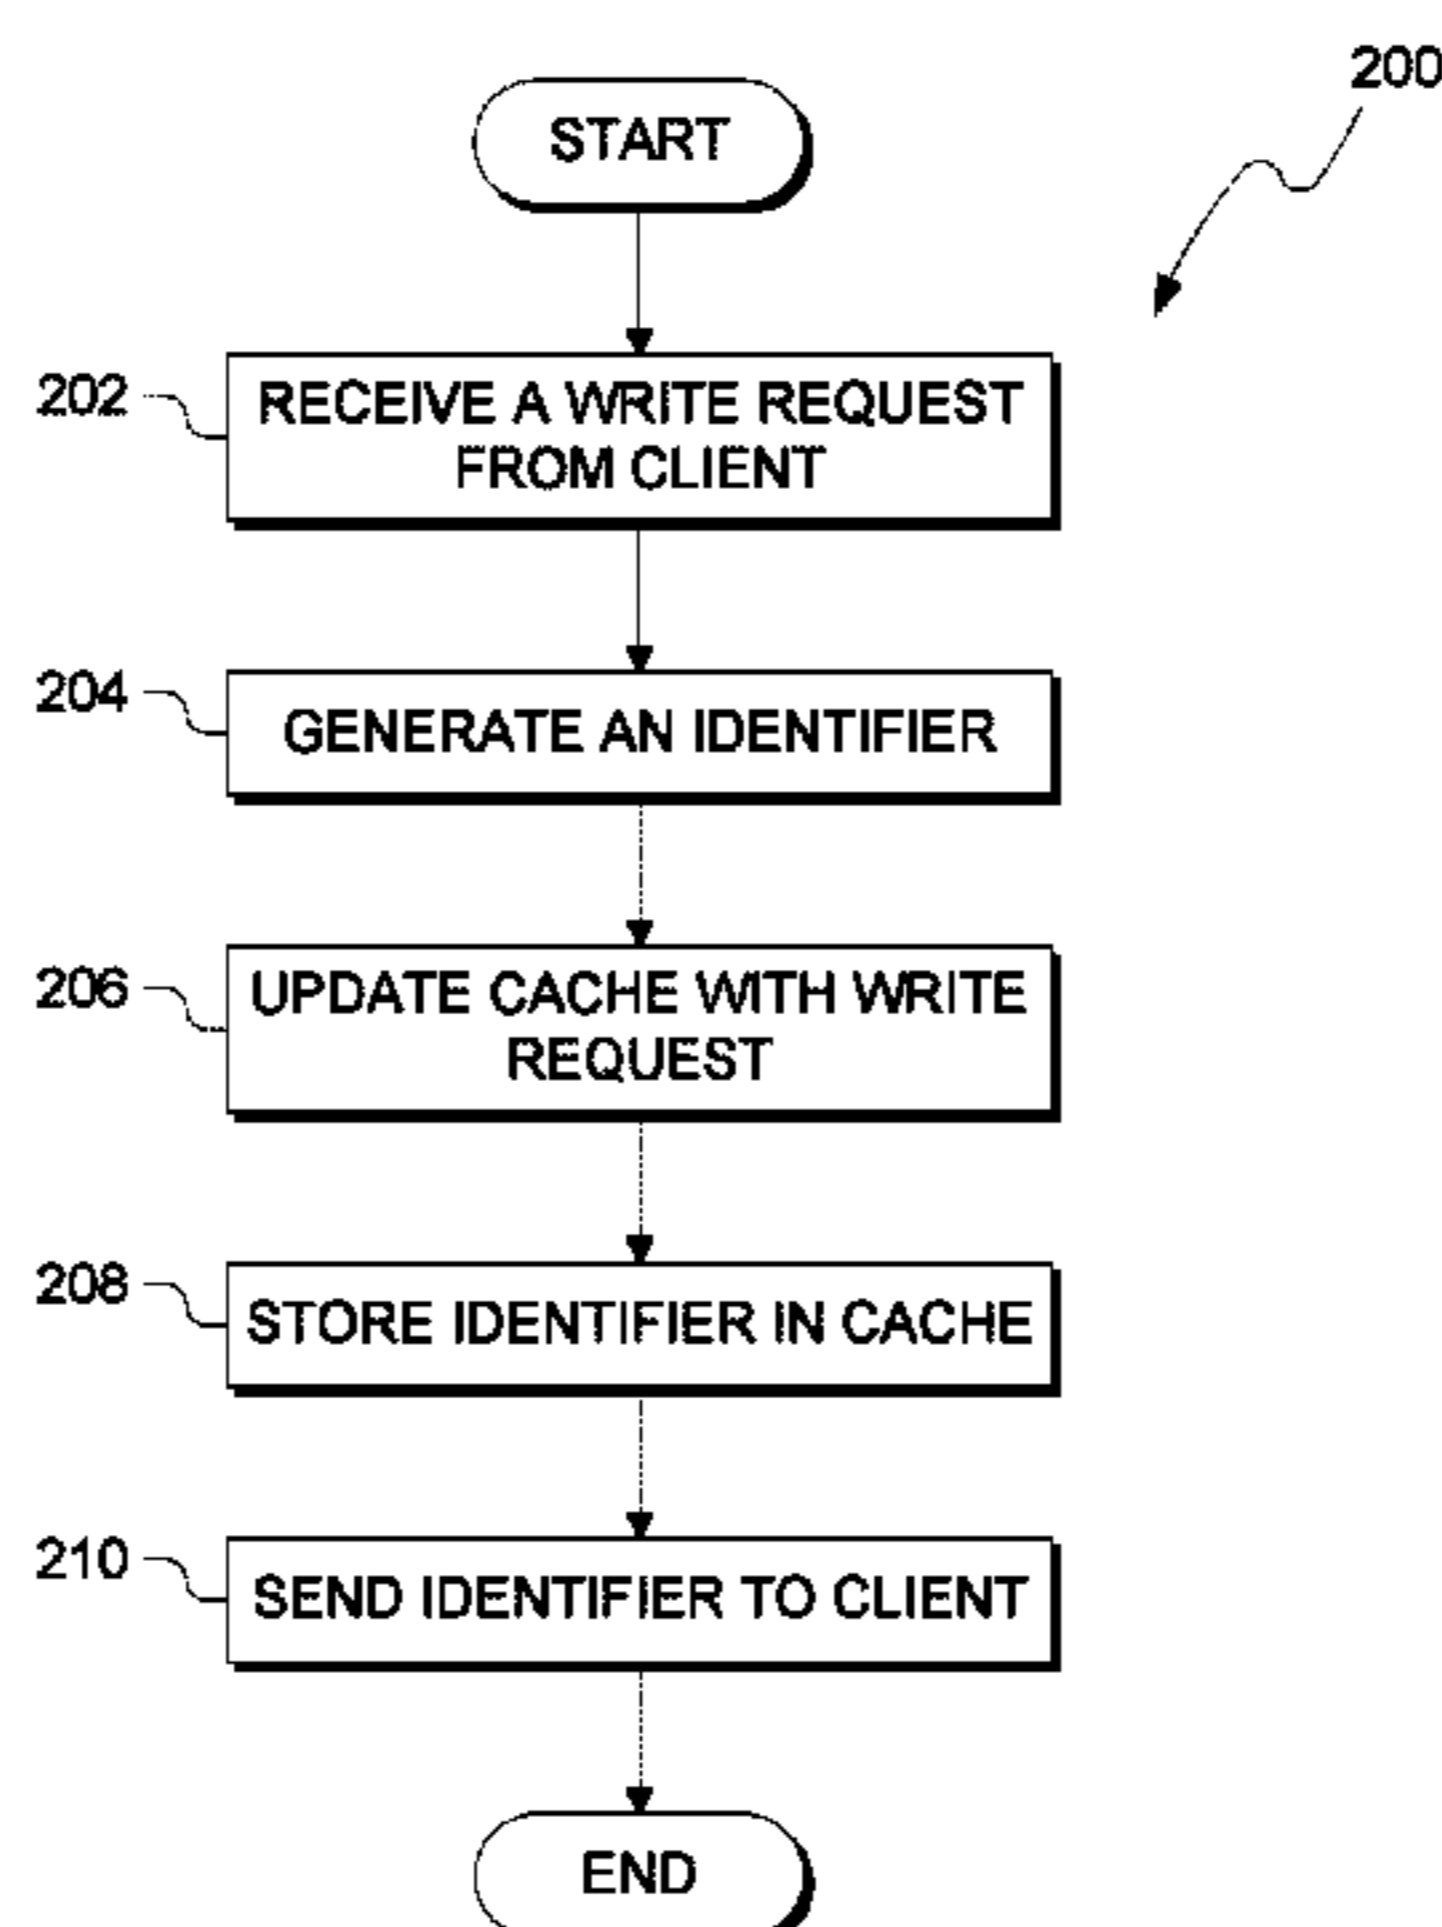 200
START
202
RECEIVE A WRITE REQUEST
FROM CLIENT
204
GENERATE AN IDENTIFIER
206
UPDATE CACHE WITH WRITE
REQUEST
208
STORE IDENTIFIER IN CACHE
210
SEND IDENTIFIER TO CLIENT
END